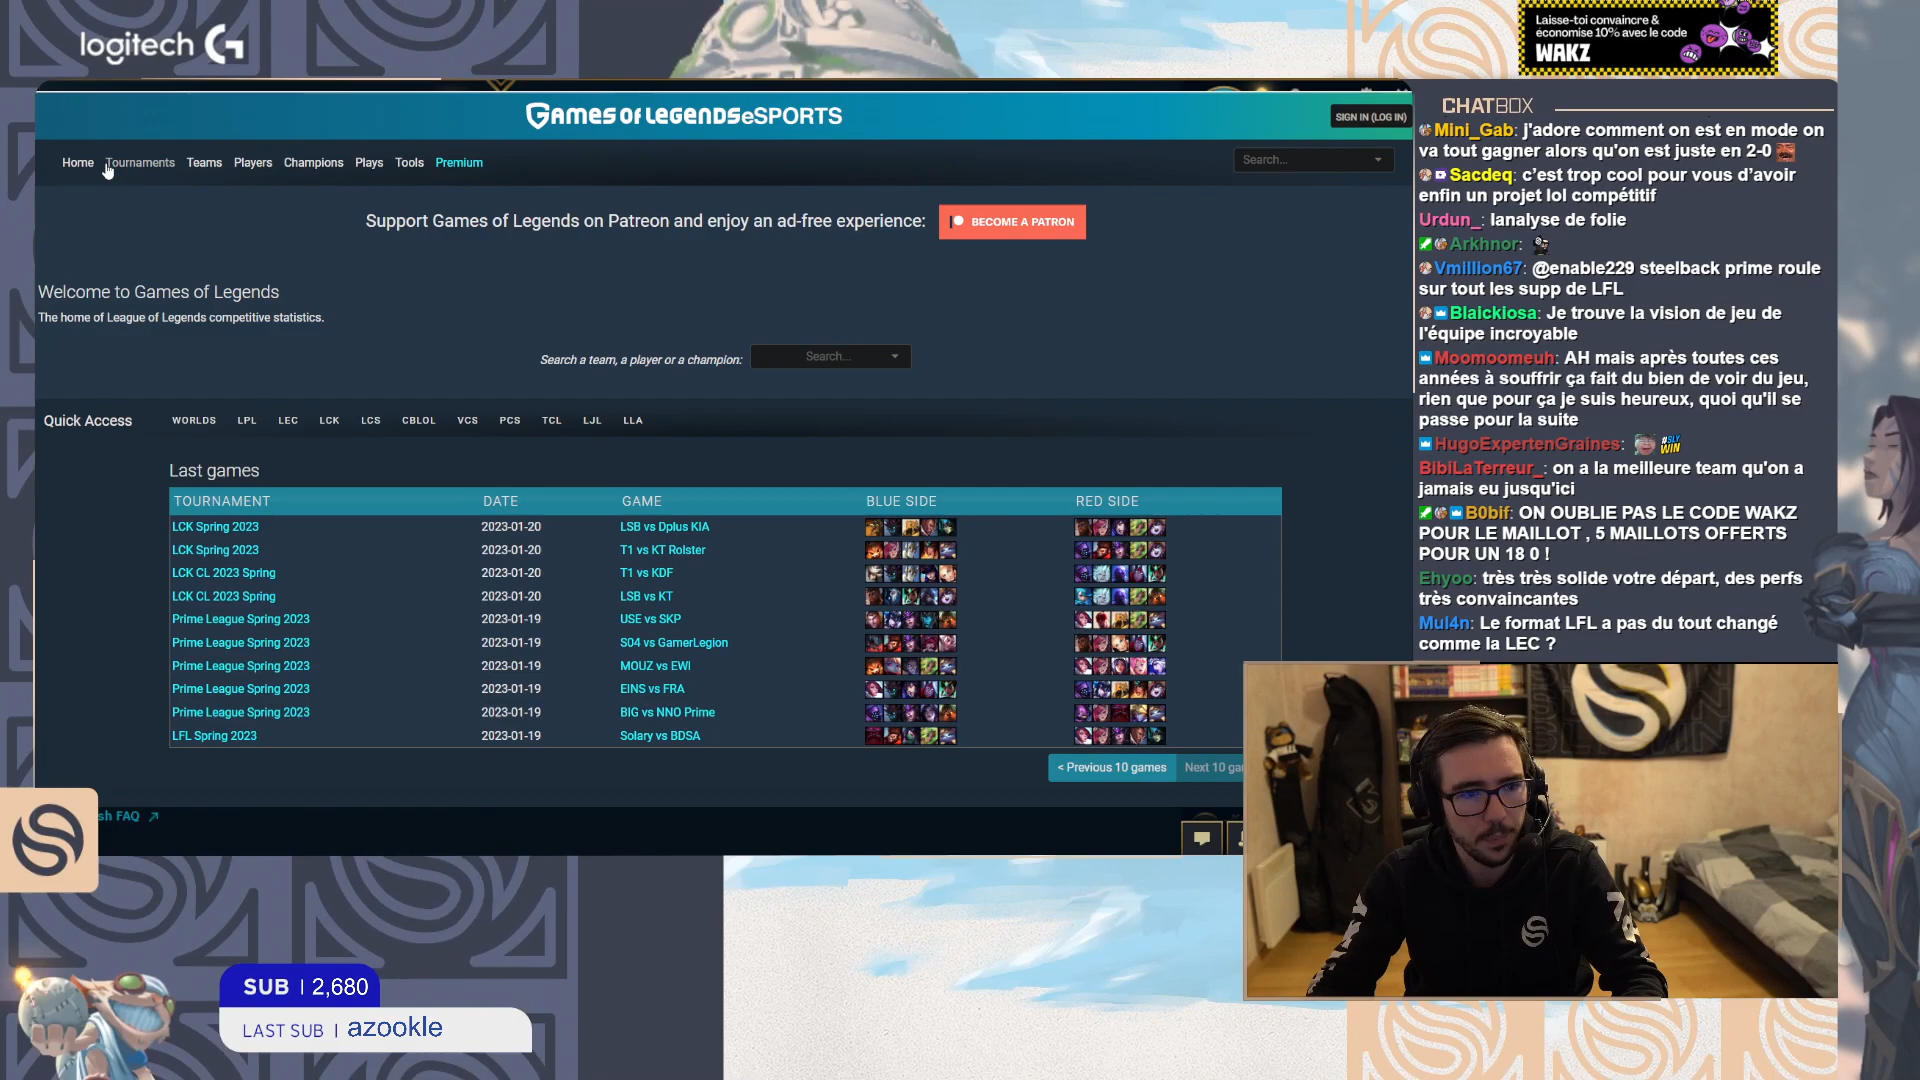 logitech G
Laisse-toi convaincre &
économise 10% avec le code
WAKZ
GAMES OF LEGENDS eSPORTS
SIGN IN (LOG IN)
Home Tournaments Teams Players Champions Plays Tools Premium
Search...
Support Games of Legends on Patreon and enjoy an ad-free experience: BECOME A PATRON
Welcome to Games of Legends
The home of League of Legends competitive statistics.
Search a team, a player or a champion: Search...
Quick Access WORLDS LPL LEC LCK LCS CBLOL VCS PCS TCL LJL LLA
Last games
TOURNAMENT DATE GAME BLUE SIDE RED SIDE
LCK Spring 2023 2023-01-20 LSB vs Dplus KIA
LCK Spring 2023 2023-01-20 T1 vs KT Rolster
LCK CL 2023 Spring 2023-01-20 T1 vs KDF
LCK CL 2023 Spring 2023-01-20 LSB vs KT
Prime League Spring 2023 2023-01-19 USE vs SKP
Prime League Spring 2023 2023-01-19 S04 vs GamerLegion
Prime League Spring 2023 2023-01-19 MOUZ vs EWI
Prime League Spring 2023 2023-01-19 EINS vs FRA
Prime League Spring 2023 2023-01-19 BIG vs NNO Prime
LFL Spring 2023 2023-01-19 Solary vs BDSA
< Previous 10 games Next 10 ga
sh FAQ
CHATBOX
Mini_Gab: j'adore comment on est en mode on
va tout gagner alors qu'on est juste en 2-0
Sacdeq: c’est trop cool pour vous d’avoir
enfin un projet lol compétitif
Urdun_: lanalyse de folie
Arkhnor:
Vmillion67: @enable229 steelback prime roule
sur tout les supp de LFL
Blaickiosa: Je trouve la vision de jeu de
l'équipe incroyable
Moomoomeuh: AH mais après toutes ces
années à souffrir ça fait du bien de voir du jeu,
rien que pour ça je suis heureux, quoi qu'il se
passe pour la suite
HugoExpertenGraines: #SLY WIN
BibiLaTerreur_: on a la meilleure team qu'on a
jamais eu jusqu'ici
B0bif: ON OUBLIE PAS LE CODE WAKZ
POUR LE MAILLOT , 5 MAILLOTS OFFERTS
POUR UN 18 0 !
Ehyoo: très très solide votre départ, des perfs
très convaincantes
Mul4n: Le format LFL a pas du tout changé
comme la LEC ?
SUB | 2,680
LAST SUB | azookle